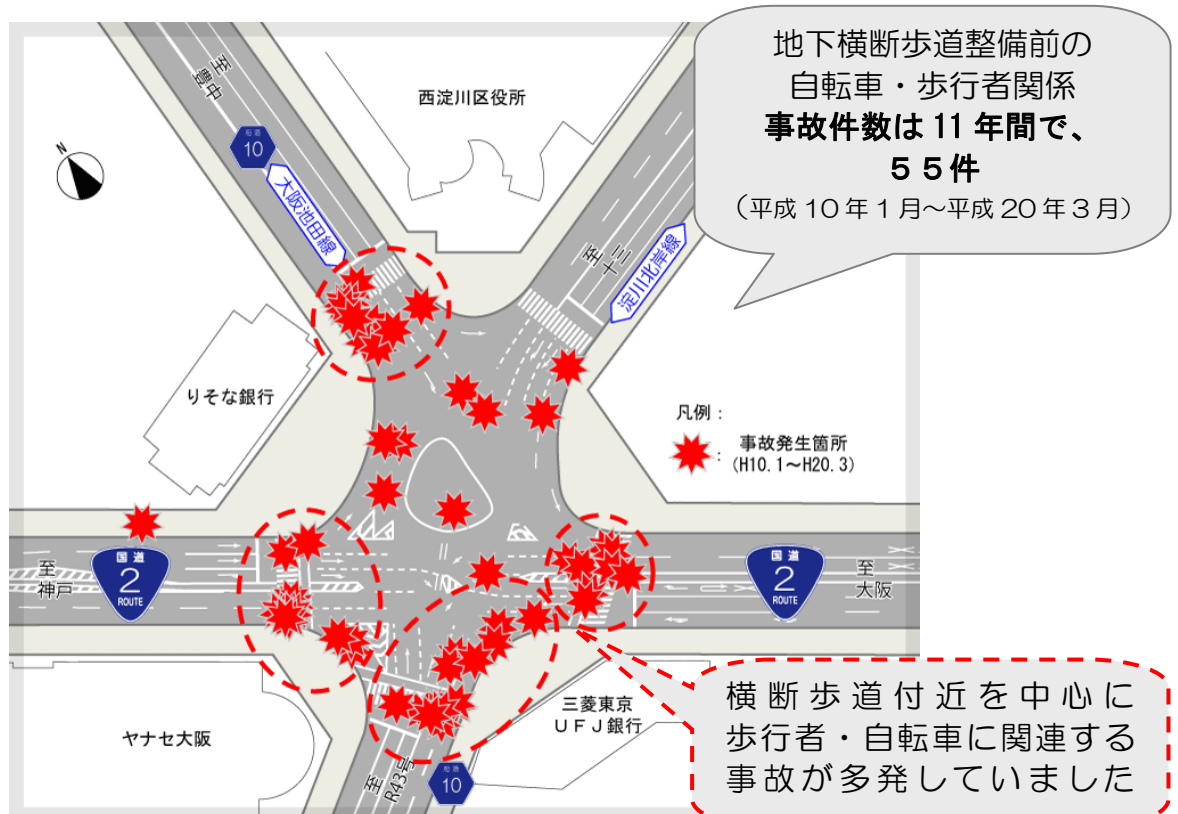 地下横断歩道整備前の
自転車・歩行者関係
事故件数は 11 年間で、
５５件
（平成 10 年 1 月～平成 20 年 3 月）
至
豊中
西淀川区役所
府道
10
N
大阪池田線
至
十三
淀川北岸線
りそな銀行
凡例：
：事故発生箇所
(H10.1～H20.3)
至
神戸
国道
2
ROUTE
国道
2
ROUTE
至
大阪
横断歩道付近を中心に
歩行者・自転車に関連する
事故が多発していました
三菱東京
ＵＦＪ銀行
ヤナセ大阪
至
R43号
府道
10